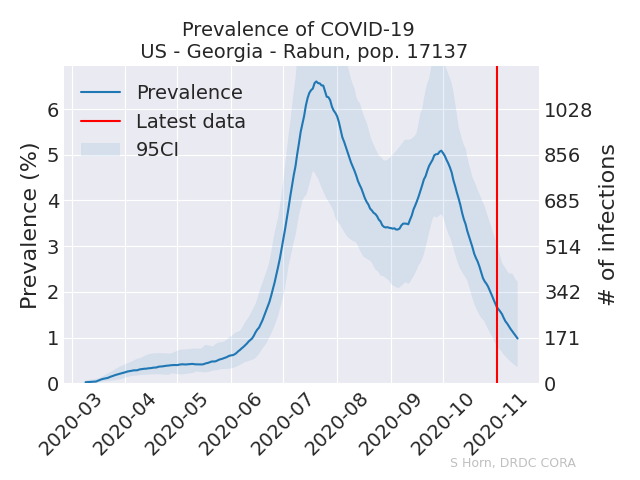 Prevalence of COVID-19
US - Georgia - Rabun, pop. 17137
Prevalence
Latest data
95CI
Prevalence (%)
6
5
4
3
2
1
0
1028
856
685
514
342
171
0
# of infections
2020-03
2020-04
2020-05
2020-06
2020-07
2020-08
2020-09
2020-10
2020-11
S Horn, DRDC CORA